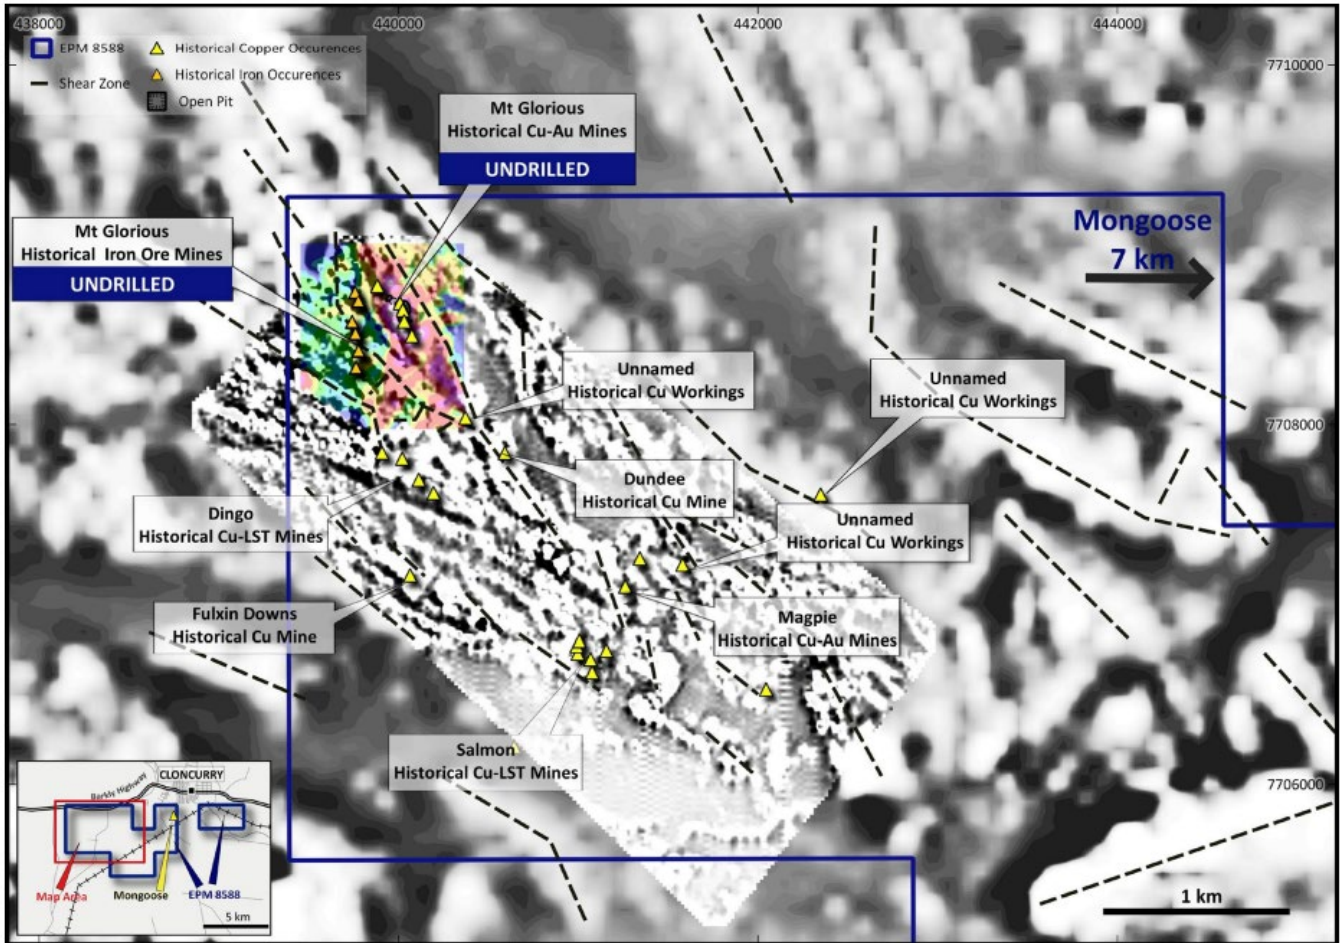 438000
440000
442000
444000
EPM 8588
Historical Copper Occurences
Shear Zone
Historical Iron Occurences
Open Pit
7710000
Mt Glorious
Historical Cu-Au Mines
UNDRILLED
Mt Glorious
Historical Iron Ore Mines
UNDRILLED
Mongoose
7 km
Unnamed
Historical Cu Workings
Unnamed
Historical Cu Workings
7708000
Dundee
Historical Cu Mine
Dingo
Historical Cu-LST Mines
Unnamed
Historical Cu Workings
Fulxin Downs
Historical Cu Mine
Magpie
Historical Cu-Au Mines
Salmon
Historical Cu-LST Mines
7706000
CLONCURRY
Barkly Highway
Map Area
Mongoose
EPM 8588
5 km
1 km